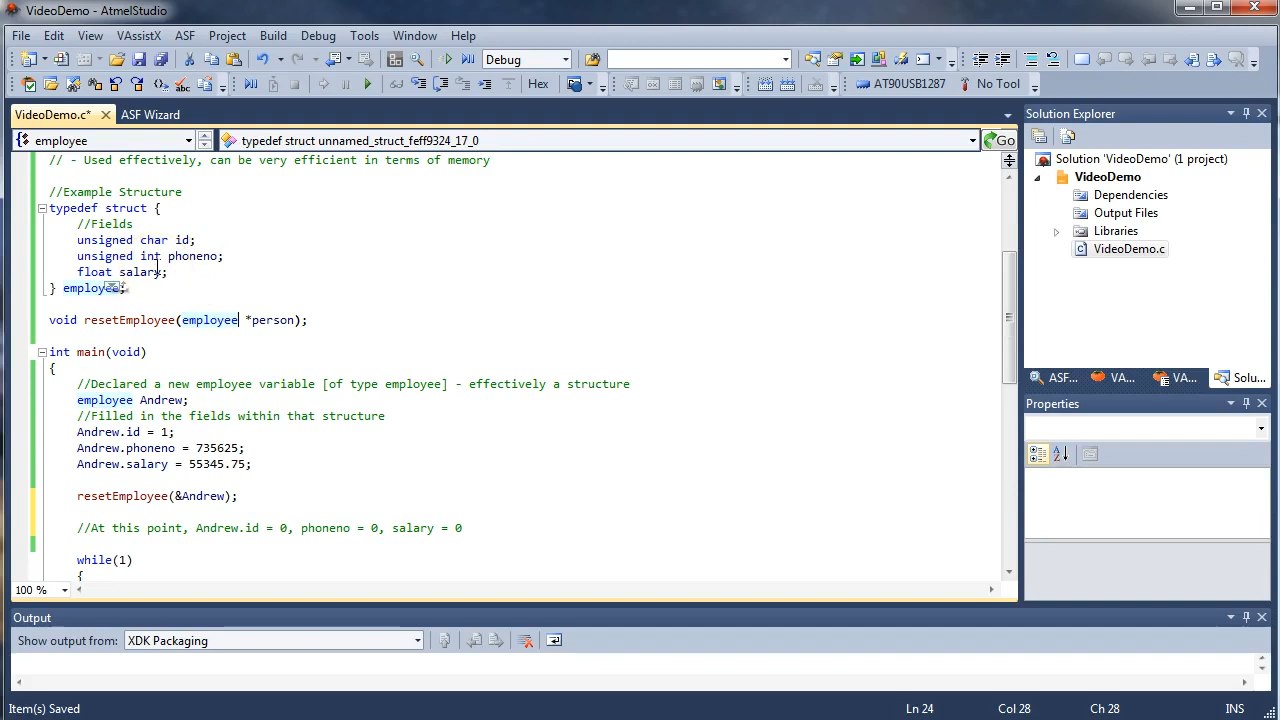 VideoDemo - AtmelStudio
File Edit View VAssistX ASF Project Build Debug Tools Window Help
Debug
Hex AT90USB1287 No Tool
VideoDemo.c* ASF Wizard
employee typedef struct unnamed_struct_feff9324_17_0 Go
// - Used effectively, can be very efficient in terms of memory
//Example Structure
typedef struct {
//Fields
unsigned char id;
unsigned int phoneno;
float salary;
} employee;
void resetEmployee(employee *person);
int main(void)
{
//Declared a new employee variable [of type employee] - effectively a structure
employee Andrew;
//Filled in the fields within that structure
Andrew.id = 1;
Andrew.phoneno = 735625;
Andrew.salary = 55345.75;
resetEmployee(&Andrew);
//At this point, Andrew.id = 0, phoneno = 0, salary = 0
while(1)
{
100 %
Solution Explorer
Solution 'VideoDemo' (1 project)
VideoDemo
Dependencies
Output Files
Libraries
VideoDemo.c
ASF... VA... VA... Solu...
Properties
Output
Show output from: XDK Packaging
Item(s) Saved Ln 24 Col 28 Ch 28 INS